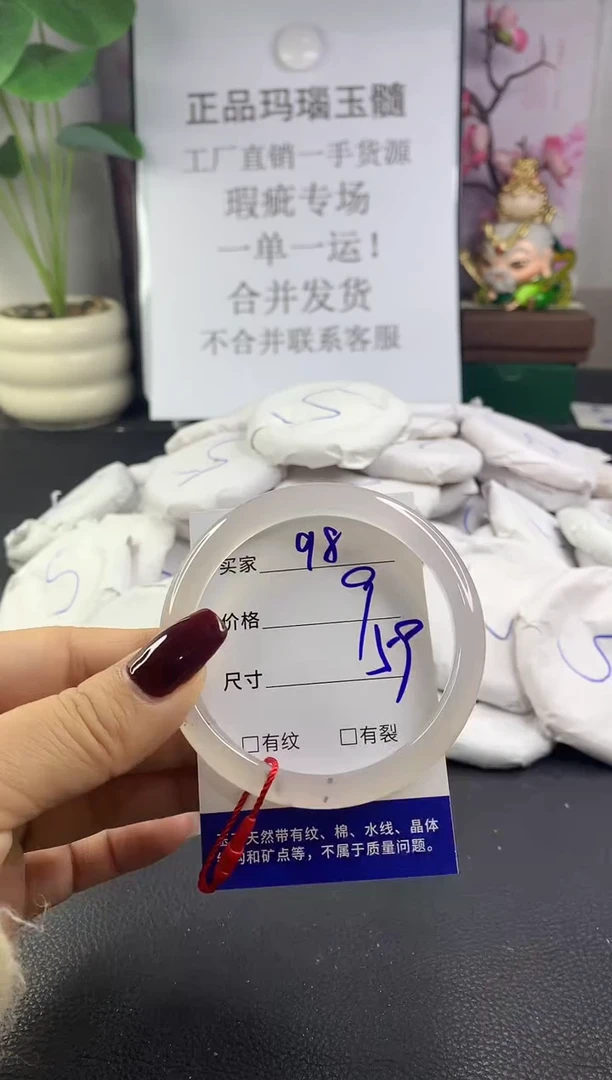 正品玛瑙玉髓
工厂直销一手货源
瑕疵专场
一单一运!
合并发货
不合并联系客服
买家 98
价格 9
尺寸 59
□有纹 □有裂
天然带有纹、棉、水线、晶体
和矿点等，不属于质量问题。